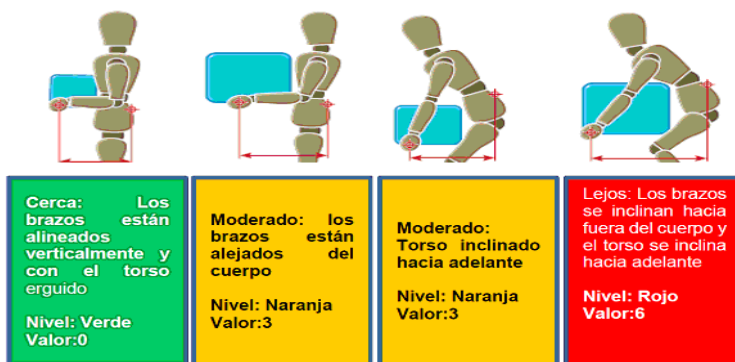 Cerca: Los
brazos están
alineados
verticalmente y
con el torso
erguido
Nivel: Verde
Valor:0
Moderado: los
brazos están
alejados del
cuerpo
Nivel: Naranja
Valor:3
Moderado:
Torso inclinado
hacia adelante
Nivel: Naranja
Valor:3
Lejos: Los brazos
se inclinan hacia
fuera del cuerpo y
el torso se inclina
hacia adelante
Nivel: Rojo
Valor:6